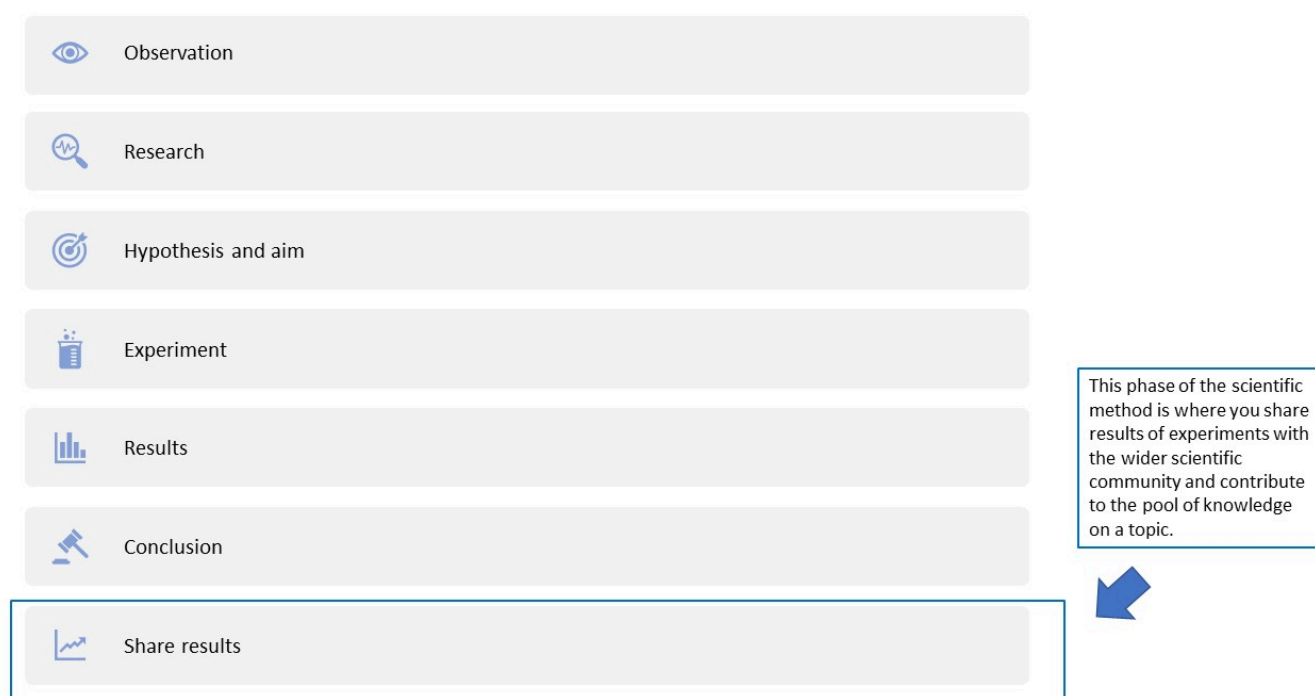 Observation
Research
Hypothesis and aim
Experiment
Results
Conclusion
Share results
This phase of the scientific
method is where you share
results of experiments with
the wider scientific
community and contribute
to the pool of knowledge
on a topic.